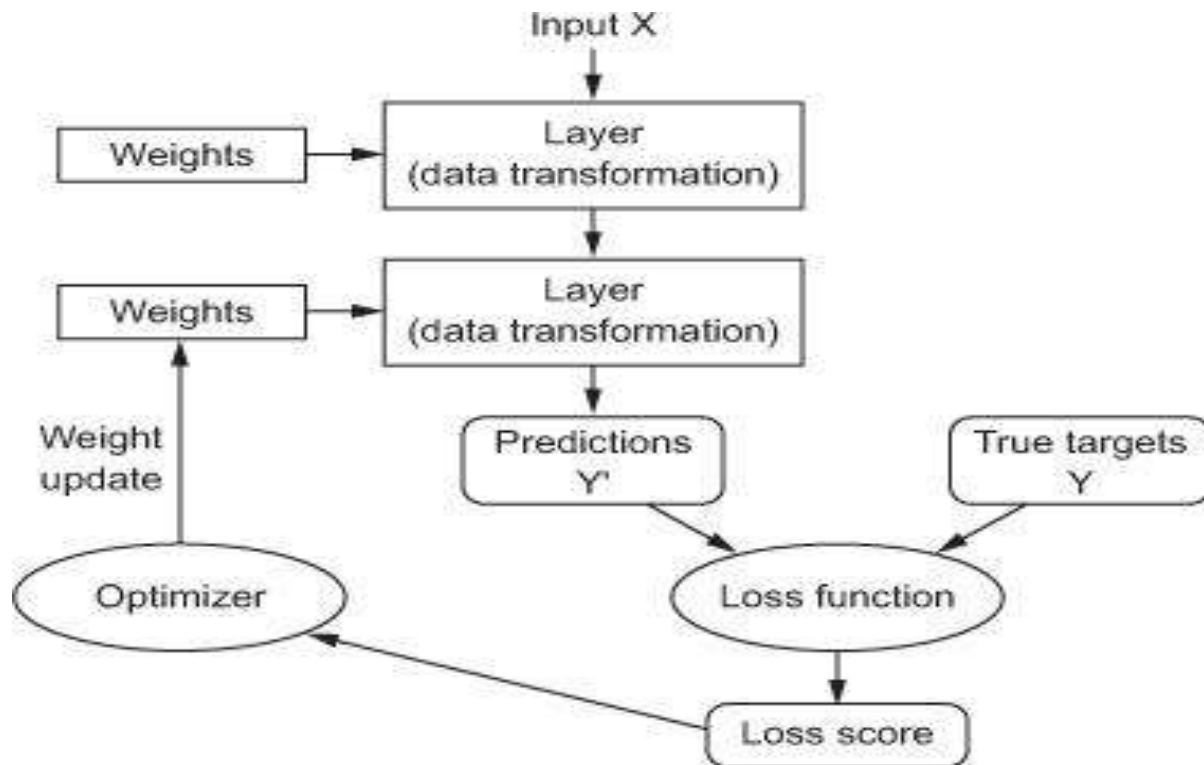 Input X
Weights
Layer
(data transformation)
Weights
Layer
(data transformation)
Weight
update
Predictions
Y'
True targets
Y
Optimizer
Loss function
Loss score